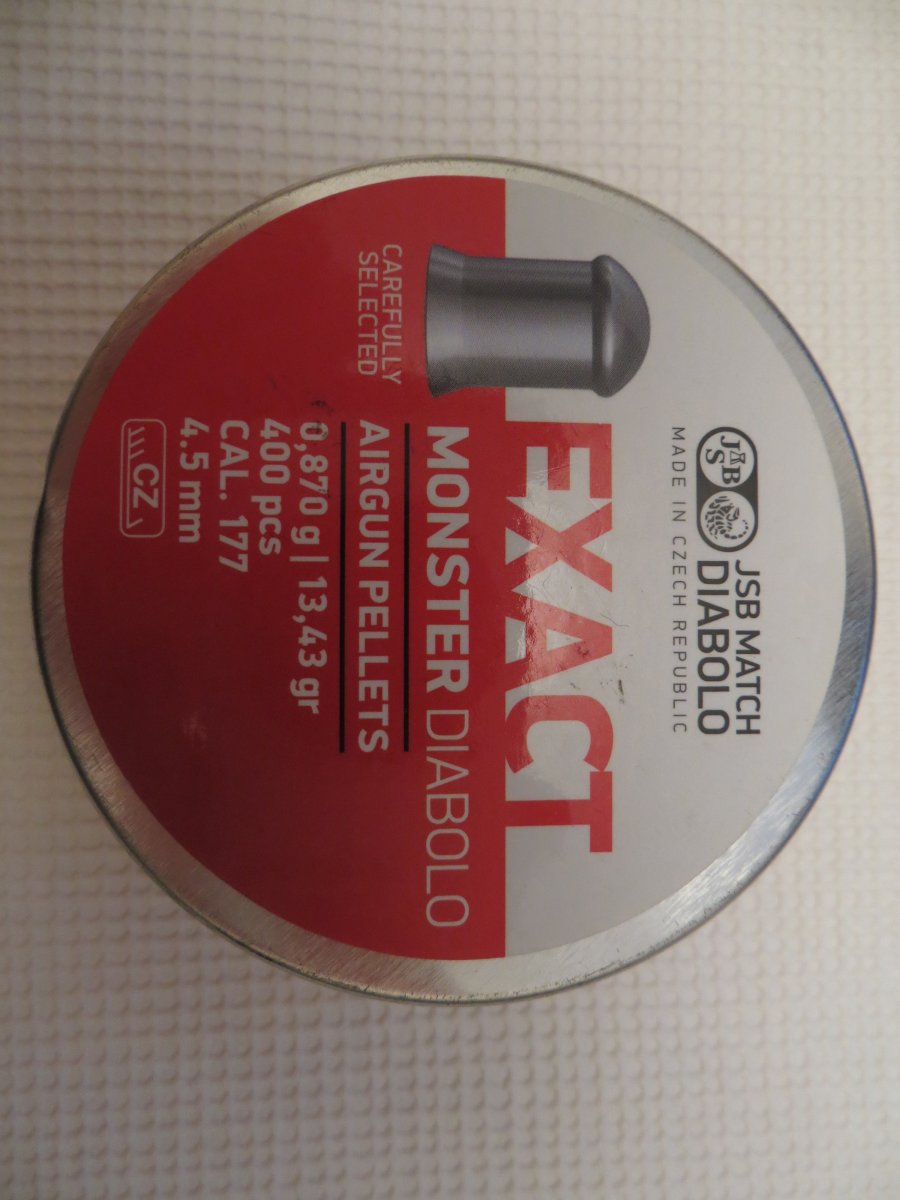 JSB
JSB MATCH
DIABOLO
MADE IN CZECH REPUBLIC
EXACT
MONSTER DIABOLO
AIRGUN PELLETS
0,870 g | 13,43 gr
400 pcs
CAL. 177
4.5 mm
CZ
CAREFULLY
SELECTED